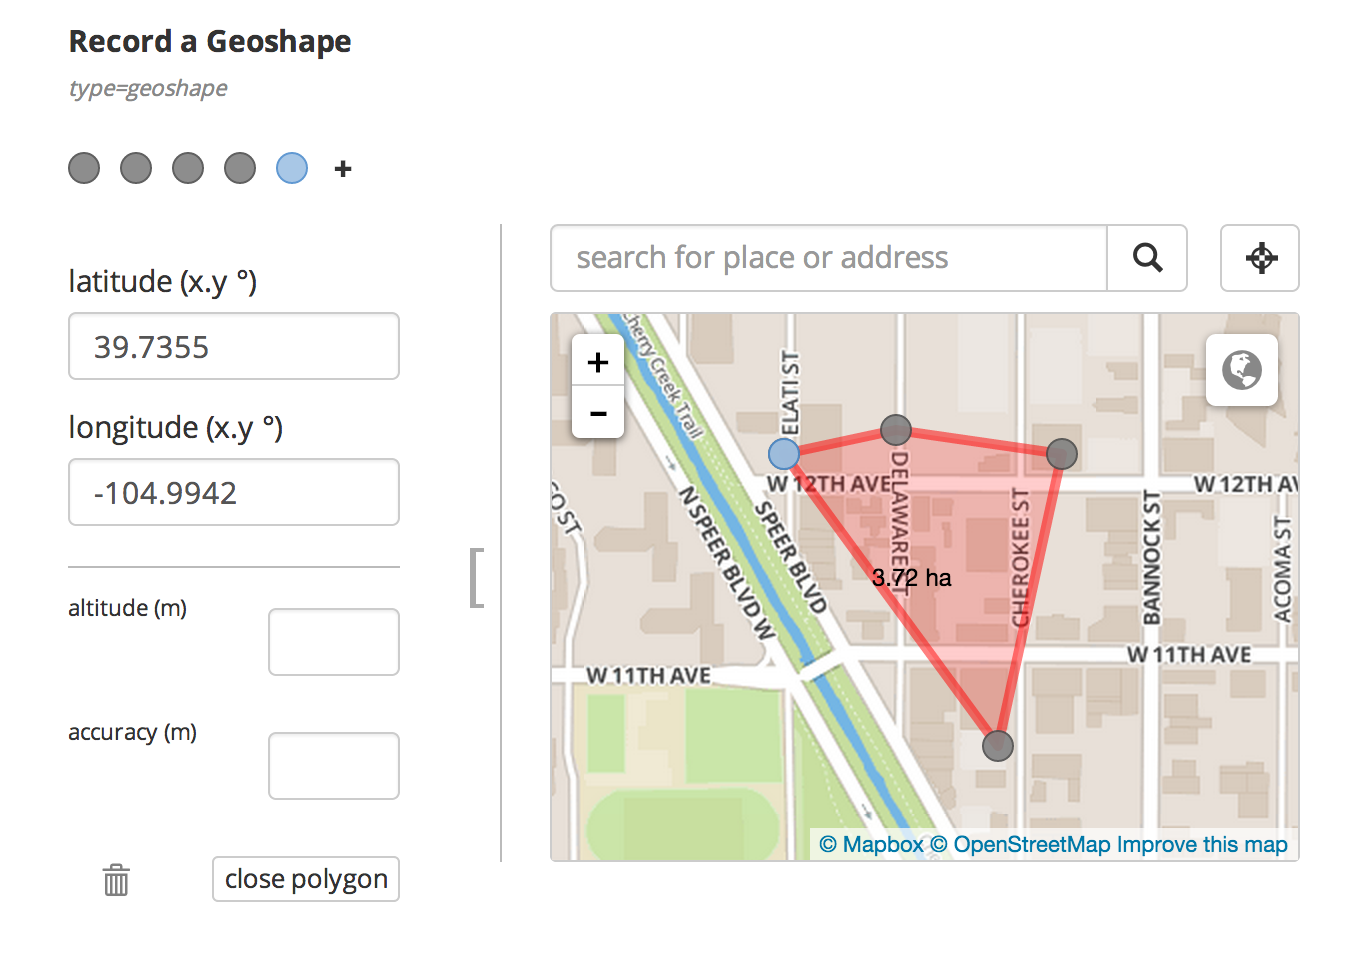 Record a Geoshape
type=geoshape
+
latitude (x.y °)
39.7355
longitude (x.y °)
-104.9942
altitude (m)
accuracy (m)
close polygon
[
search for place or address
+
−
Cherry Creek Trail
ELATI ST
W 12TH AVE
DELAWARE ST
W 12TH AV
N SPEER BLVD W
SPEER BLVD
CHEROKEE ST
BANNOCK ST
ACOMA ST
O ST
3.72 ha
W 11TH AVE
W 11TH AVE
© Mapbox © OpenStreetMap Improve this map